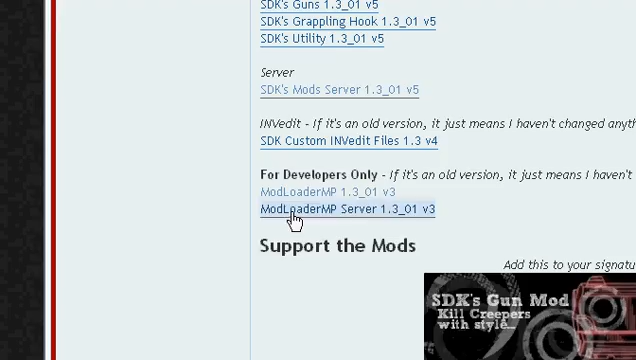 SDK's Guns 1.3_01 v5
SDK's Grappling Hook 1.3_01 v5
SDK's Utility 1.3_01 v5
Server
SDK's Mods Server 1.3_01 v5
INVedit - If it's an old version, it just means I haven't changed
SDK Custom INVedit Files 1.3 v4
For Developers Only - If it's an old version, it just means I haven't
ModLoaderMP 1.3_01 v3
ModLoaderMP Server 1.3_01 v3
Support the Mods
Add this to your
SDK's Gun Mod
Kill Creepers
with style...